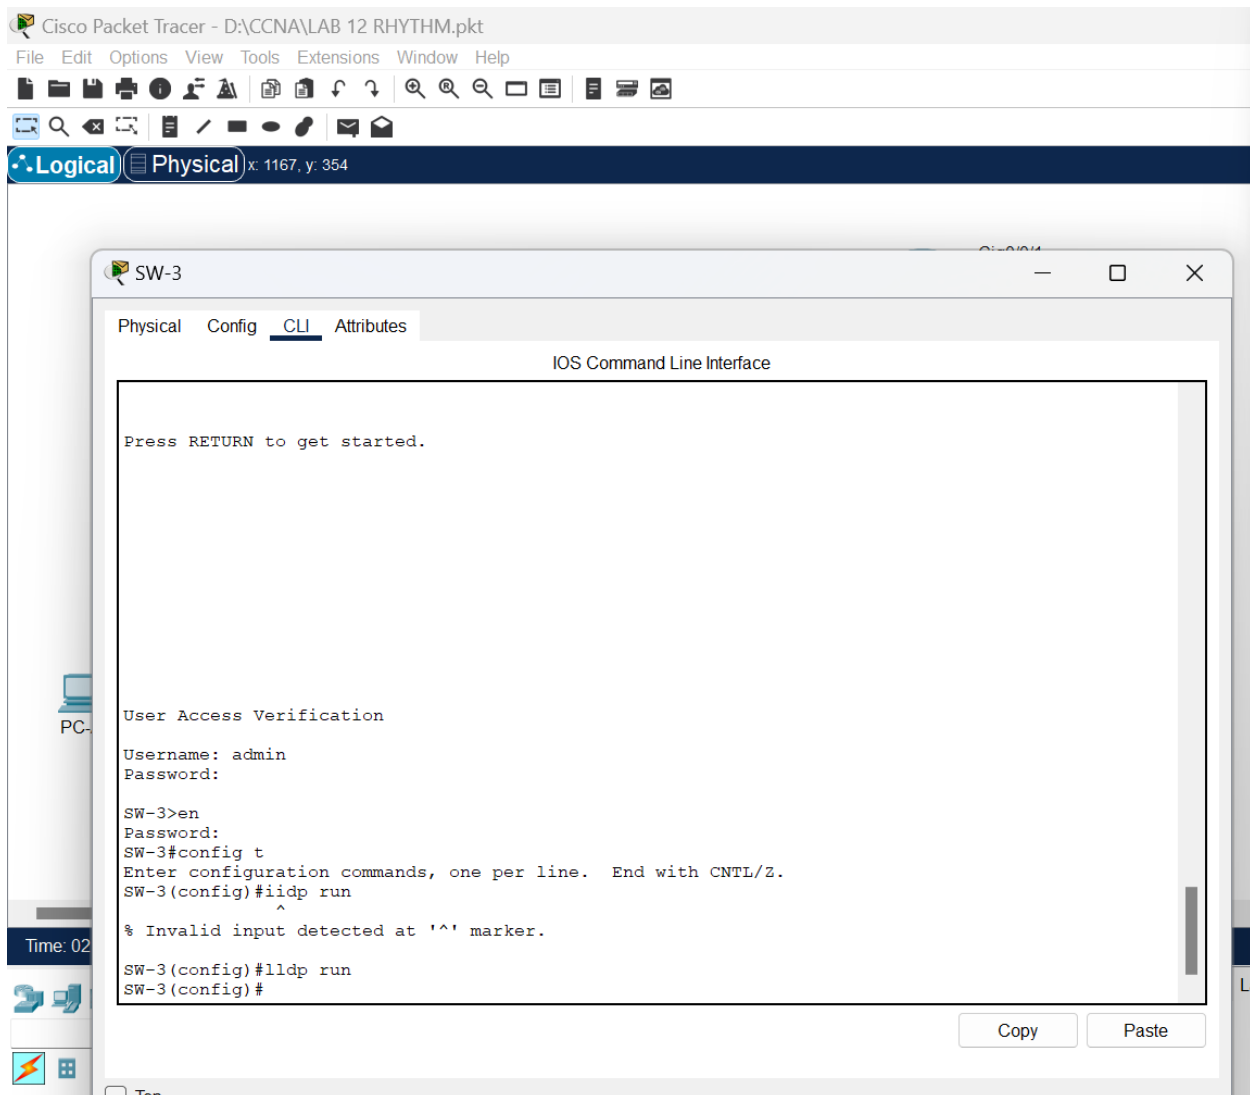 Cisco Packet Tracer - D:\CCNA\LAB 12 RHYTHM.pkt
File Edit Options View Tools Extensions Window Help
Logical Physical x: 1167, y: 354
SW-3
Physical Config CLI Attributes
IOS Command Line Interface
Press RETURN to get started.
User Access Verification
PC-
Username: admin
Password:
SW-3>en
Password:
SW-3#config t
Enter configuration commands, one per line.  End with CNTL/Z.
SW-3(config)#iidp run
^
% Invalid input detected at '^' marker.
Time: 02
SW-3(config)#lldp run
SW-3(config)#
L
Copy Paste